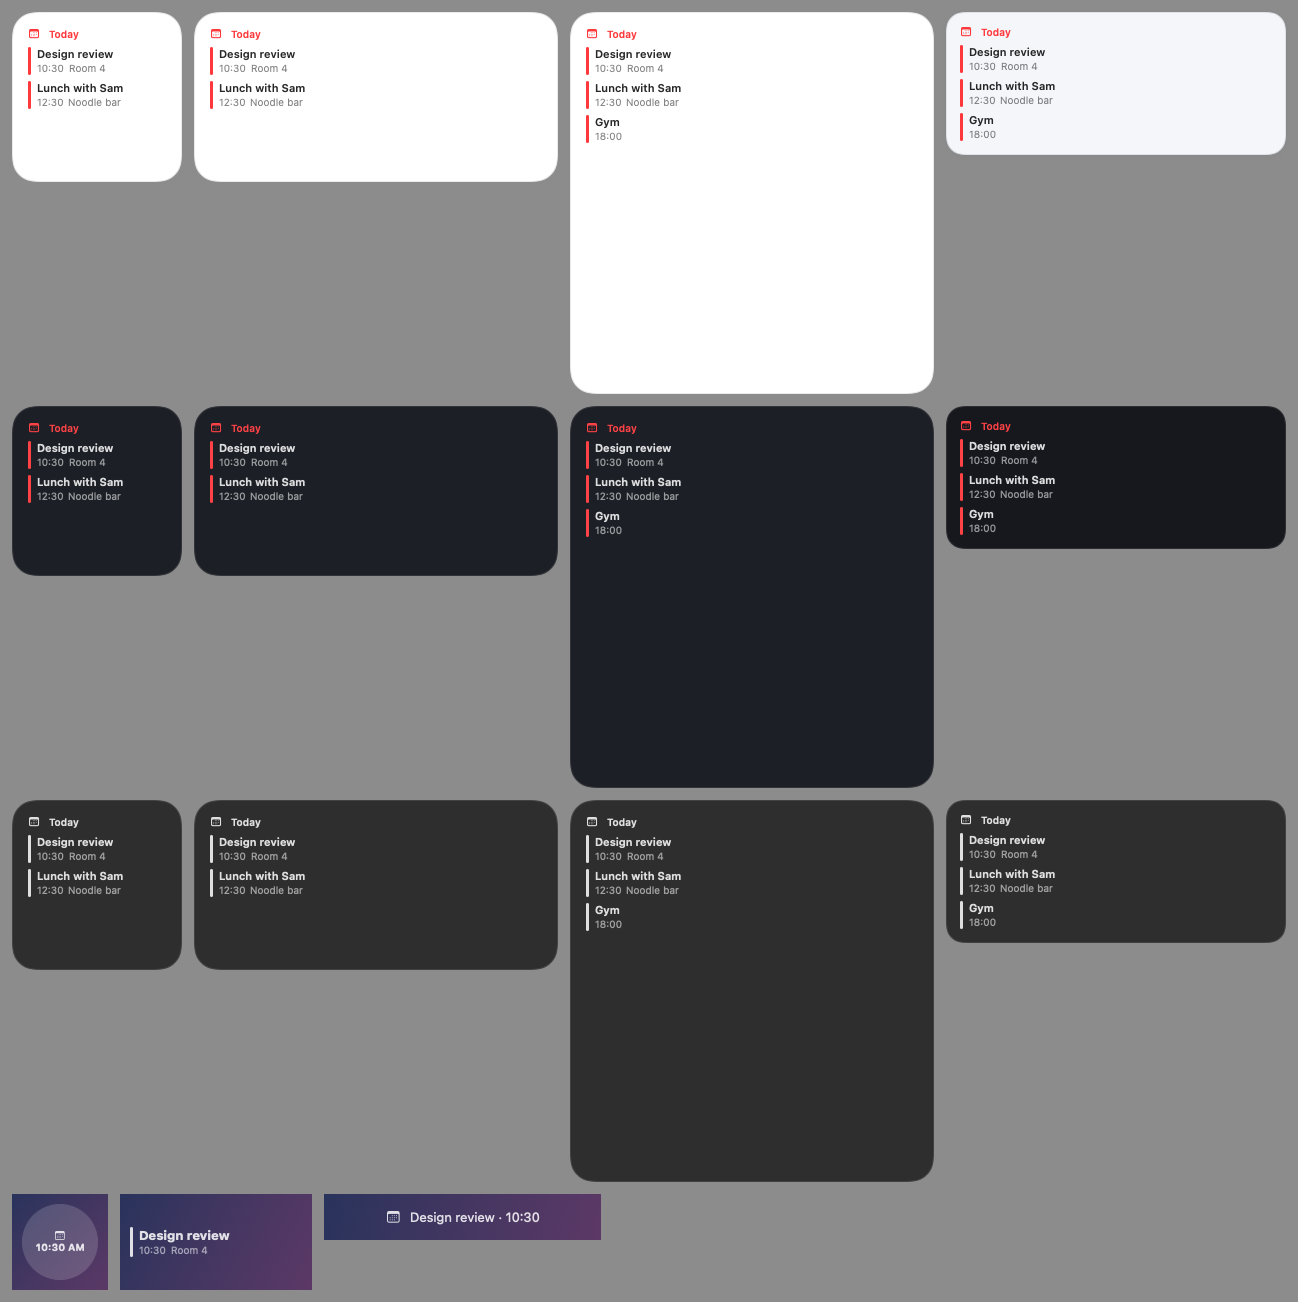 Today
Design review
10:30 Room 4
Lunch with Sam
12:30 Noodle bar
Today
Design review
10:30 Room 4
Lunch with Sam
12:30 Noodle bar
Today
Design review
10:30 Room 4
Lunch with Sam
12:30 Noodle bar
Gym
18:00
Today
Design review
10:30 Room 4
Lunch with Sam
12:30 Noodle bar
Gym
18:00
Today
Design review
10:30 Room 4
Lunch with Sam
12:30 Noodle bar
Today
Design review
10:30 Room 4
Lunch with Sam
12:30 Noodle bar
Today
Design review
10:30 Room 4
Lunch with Sam
12:30 Noodle bar
Gym
18:00
Today
Design review
10:30 Room 4
Lunch with Sam
12:30 Noodle bar
Gym
18:00
Today
Design review
10:30 Room 4
Lunch with Sam
12:30 Noodle bar
Today
Design review
10:30 Room 4
Lunch with Sam
12:30 Noodle bar
Today
Design review
10:30 Room 4
Lunch with Sam
12:30 Noodle bar
Gym
18:00
Today
Design review
10:30 Room 4
Lunch with Sam
12:30 Noodle bar
Gym
18:00
10:30 AM
Design review
10:30 Room 4
Design review · 10:30